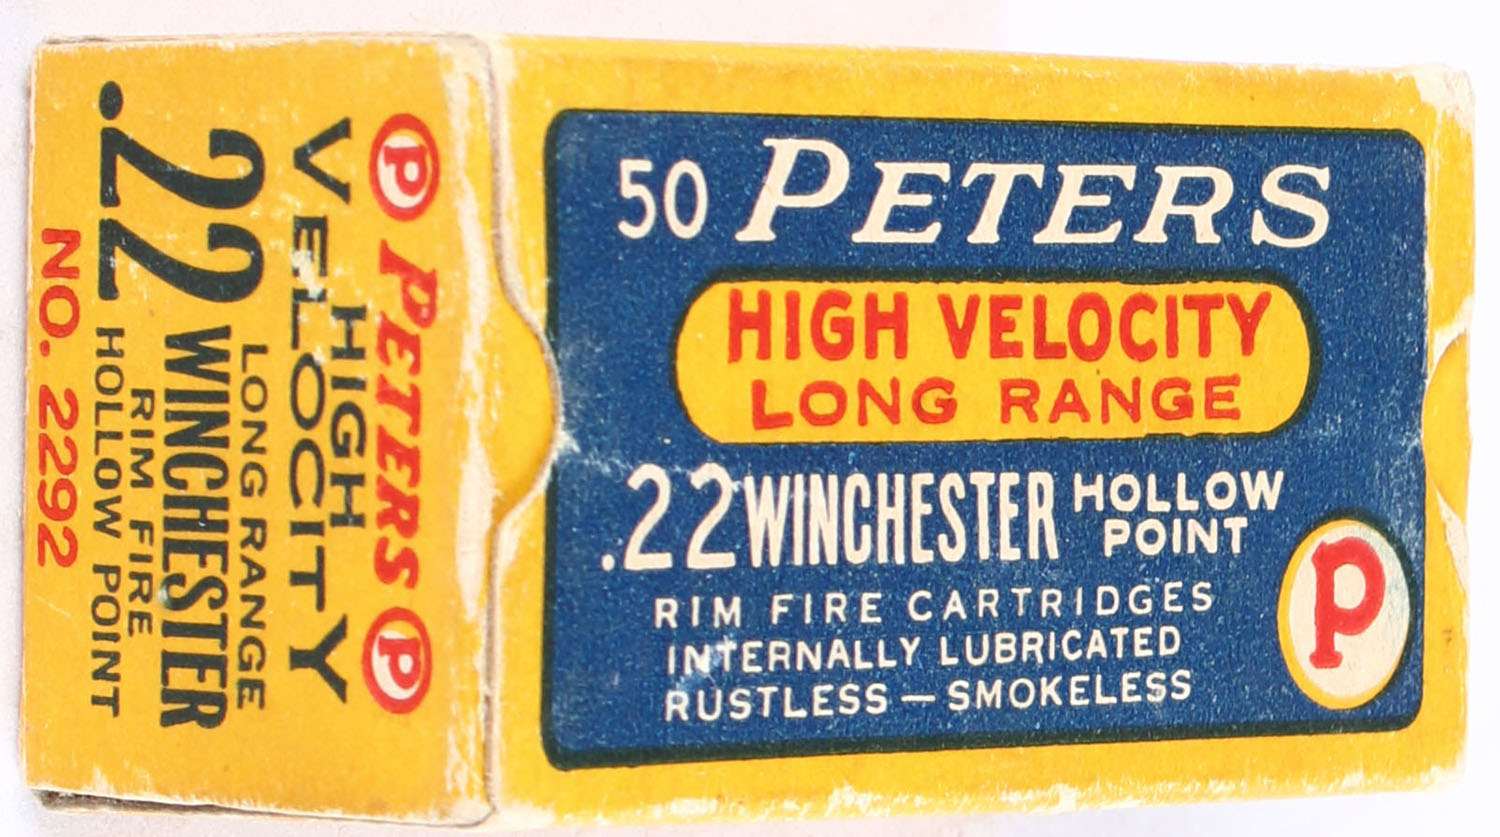 50 PETERS
HIGH VELOCITY
LONG RANGE
.22 WINCHESTER HOLLOW POINT
RIM FIRE CARTRIDGES
INTERNALLY LUBRICATED
RUSTLESS — SMOKELESS
P
P PETERS P
HIGH
VELOCITY
LONG RANGE
.22 WINCHESTER
RIM FIRE
HOLLOW POINT
NO. 2292